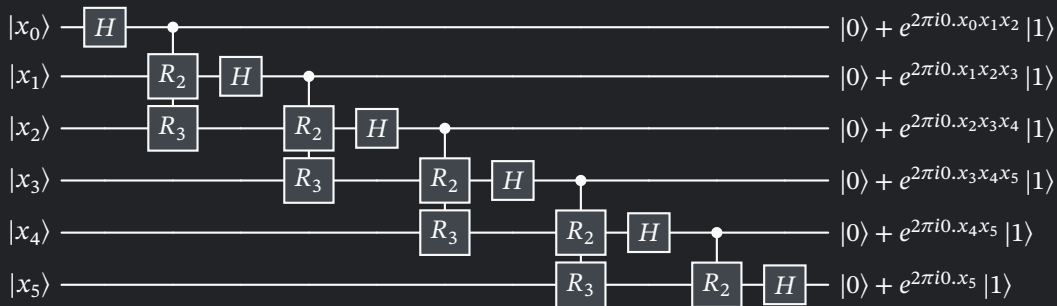 |x₀⟩ H |0⟩ + e^{2πi0.x₀x₁x₂} |1⟩
|x₁⟩ R₂ H |0⟩ + e^{2πi0.x₁x₂x₃} |1⟩
|x₂⟩ R₃ R₂ H |0⟩ + e^{2πi0.x₂x₃x₄} |1⟩
|x₃⟩ R₃ R₂ H |0⟩ + e^{2πi0.x₃x₄x₅} |1⟩
|x₄⟩ R₃ R₂ H |0⟩ + e^{2πi0.x₄x₅} |1⟩
|x₅⟩ R₃ R₂ H |0⟩ + e^{2πi0.x₅} |1⟩